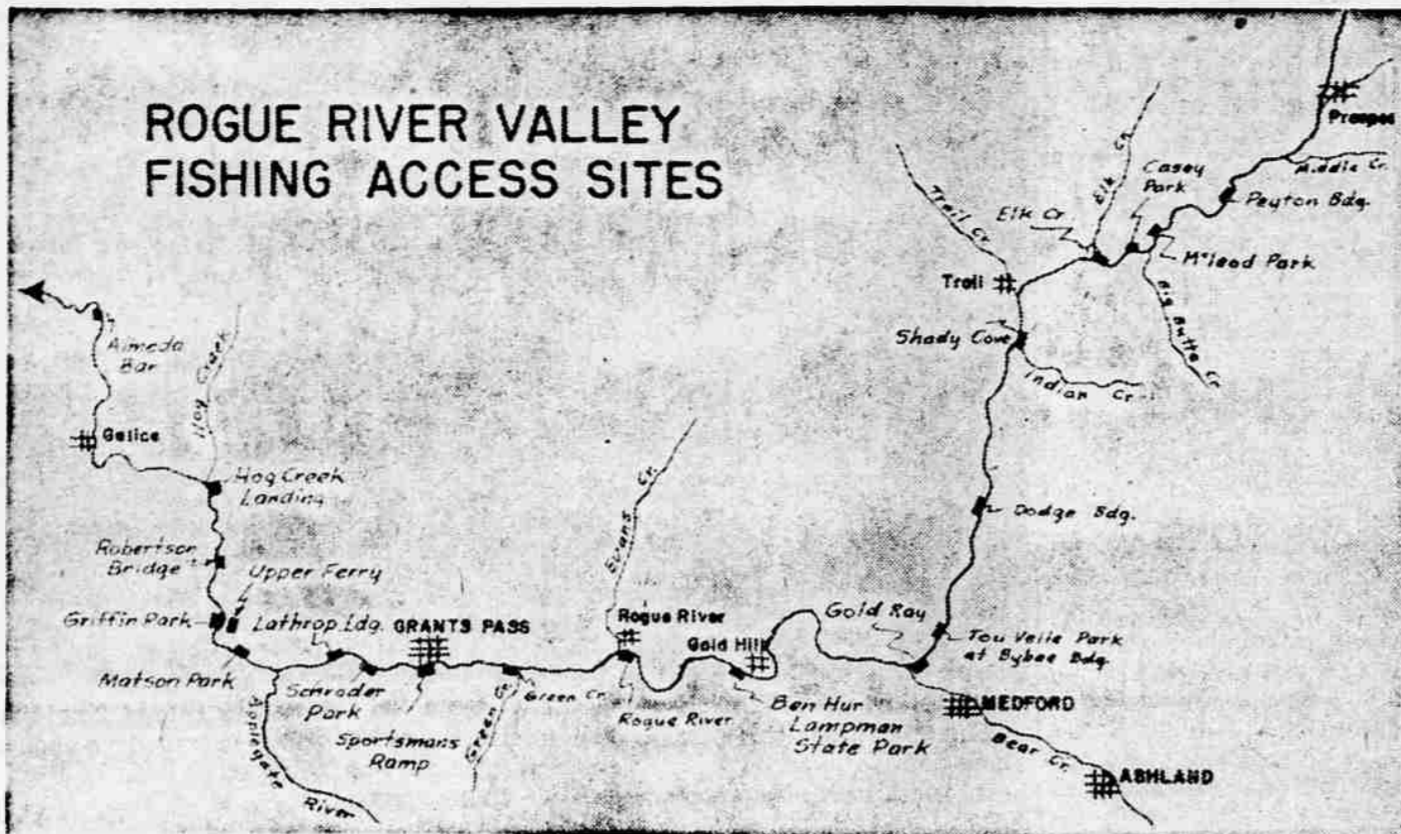 ROGUE RIVER VALLEY
FISHING ACCESS SITES
Prospec
Middle Cr.
Casey
Park
Elk Cr.
Elk Cr.
Peyton Bdg.
Trail Cr.
McLeod Park
Trail
Big Butte Cr.
Shady Cove
Indian Cr.
Almeda
Bar
Hog Creek
Galice
Hog Creek
Landing
Evans Cr.
Dodge Bdg.
Robertson
Bridge
Upper Ferry
Griffin Park
Lathrop Ldg.
GRANTS PASS
Rogue River
Gold Hill
Gold Ray
Tou Velle Park
at Bybee Bdg.
Matson Park
Schroder
Park
Green Cr.
Green Cr.
Rogue River
Ben Hur
Lampman
State Park
MEDFORD
Applegate
River
Sportsmans
Ramp
Bear Cr.
ASHLAND